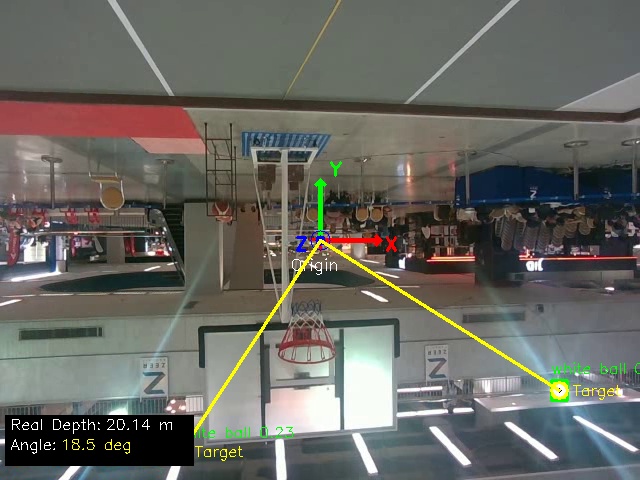 Y
Z X
Origin
white ball 0
Target
ite ball 0.23
Target
Real Depth: 20.14 m
Angle: 18.5 deg